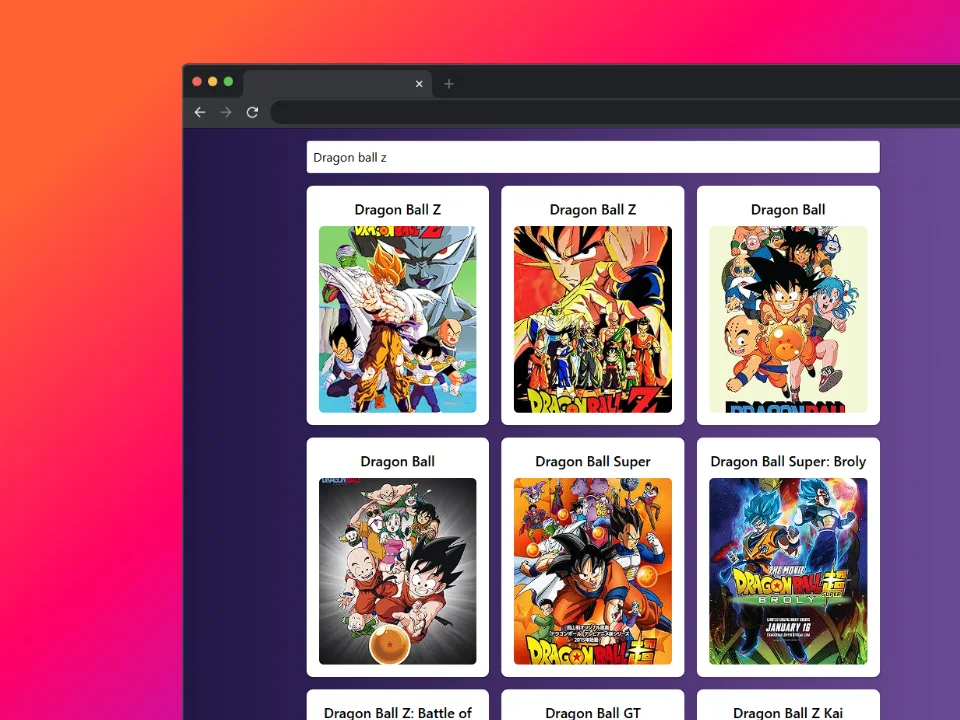 Dragon ball z
Dragon Ball Z
Dragon Ball Z
Dragon Ball
DRAGON BALL Z
DRAGON BALL Z
DRAGON BALL
Dragon Ball
Dragon Ball Super
Dragon Ball Super: Broly
DRAGON BALL
THE MOVIE
DRAGON BALL 超
SUPER
BROLY
JANUARY 16
DRAGON BALL 超
Dragon Ball Z: Battle of
Dragon Ball GT
Dragon Ball Z Kai